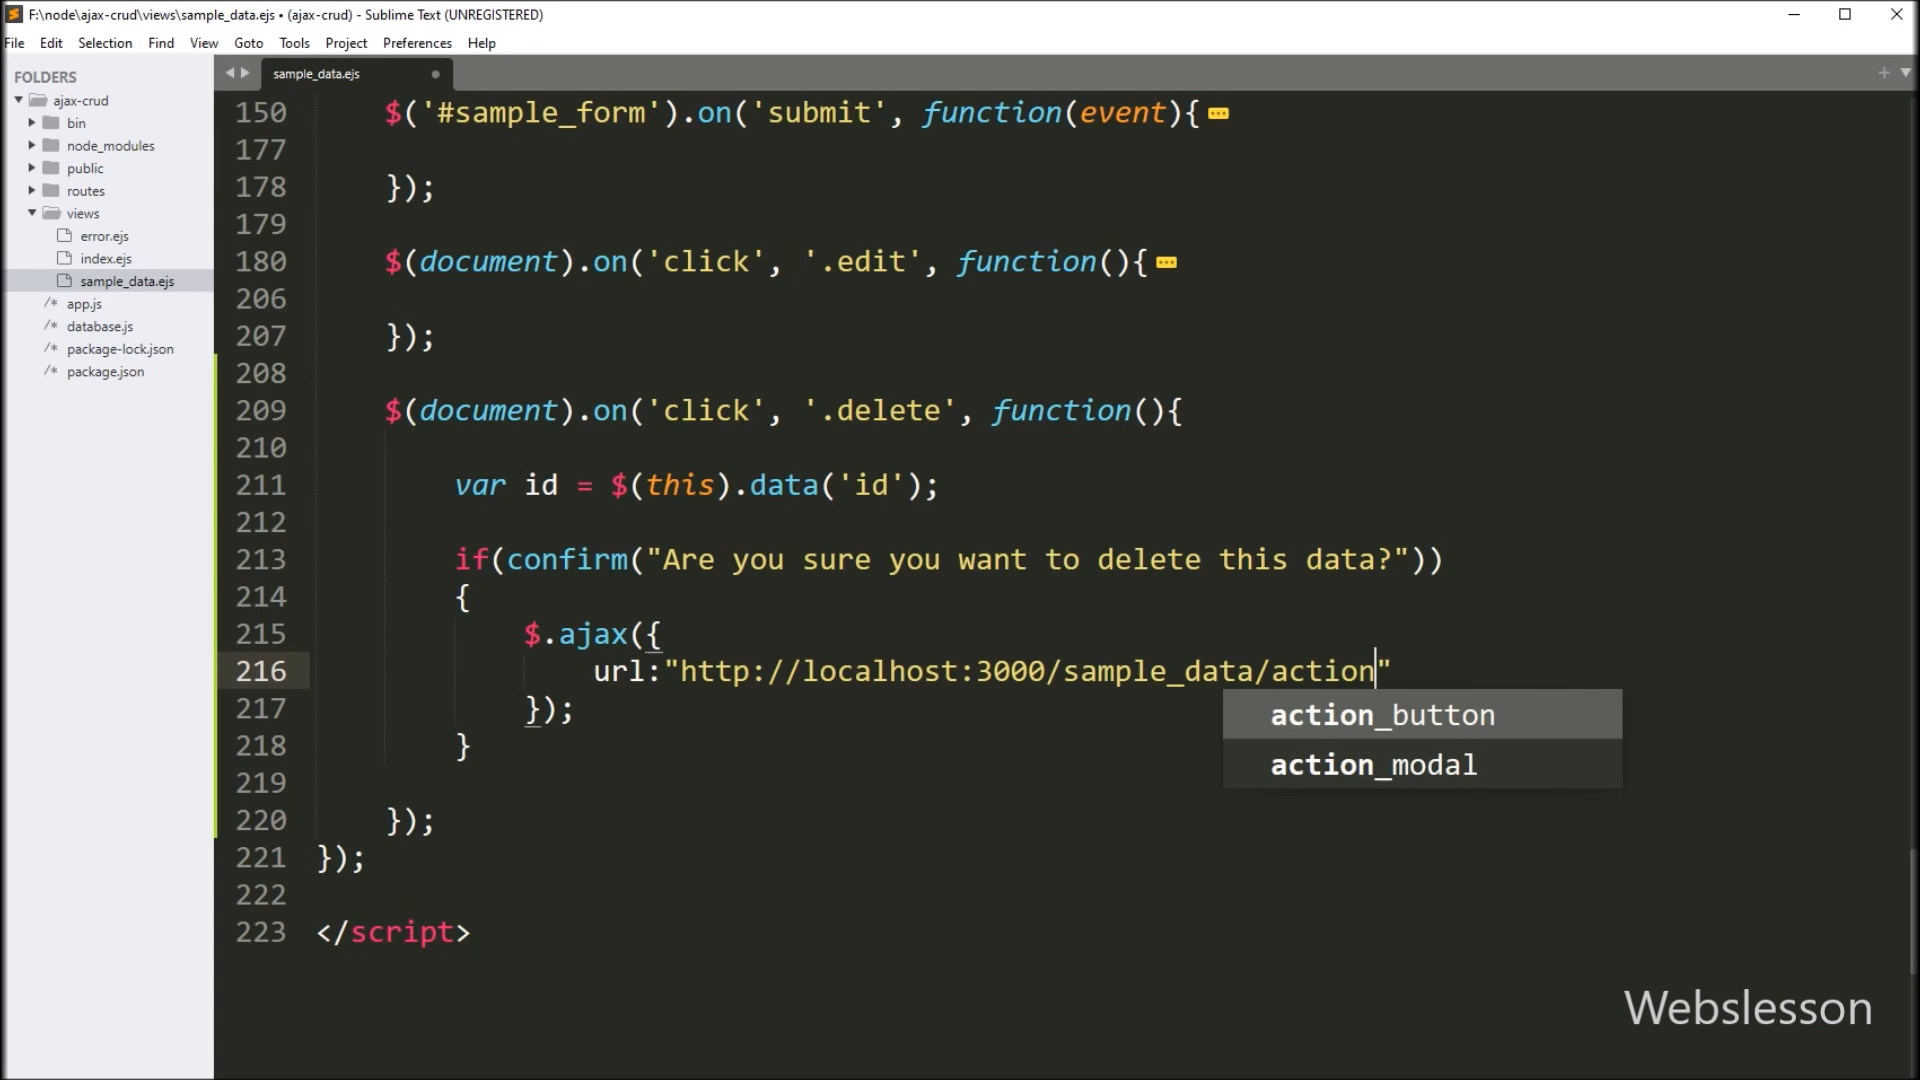 F:\node\ajax-crud\views\sample_data.ejs • (ajax-crud) - Sublime Text (UNREGISTERED)
File Edit Selection Find View Goto Tools Project Preferences Help
FOLDERS
ajax-crud
bin
node_modules
public
routes
views
error.ejs
index.ejs
sample_data.ejs
/* app.js
/* database.js
/* package-lock.json
/* package.json
sample_data.ejs
150 $('#sample_form').on('submit', function(event){
177
178 });
179
180 $(document).on('click', '.edit', function(){
206
207 });
208
209 $(document).on('click', '.delete', function(){
210
211 var id = $(this).data('id');
212
213 if(confirm("Are you sure you want to delete this data?"))
214 {
215 $.ajax({
216 url:"http://localhost:3000/sample_data/action"
217 });
218 }
219
220 });
221 });
222
223 </script>
action_button
action_modal
Webslesson